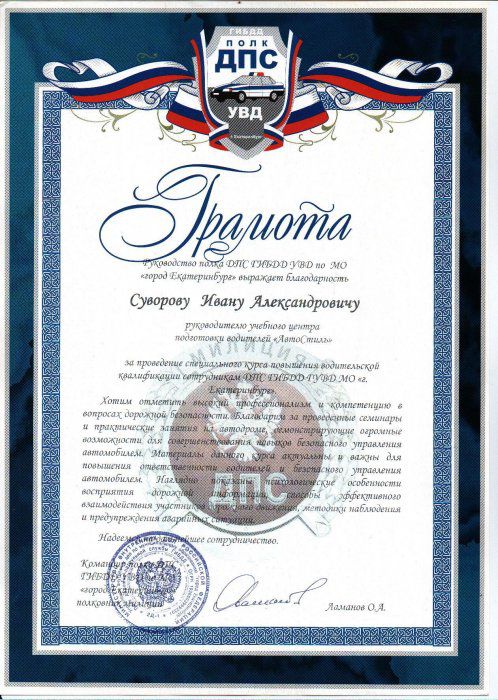 ГИБДД
ПОЛК
ДПС
УВД
г. Екатеринбург
Грамота
Руководство полка ДПС ГИБДД УВД по МО
«город Екатеринбург» выражает благодарность
Суворову Ивану Александровичу
руководителю учебного центра
подготовки водителей «АвтоСтиль»
за проведение специального курса повышения водительской
квалификации сотрудникам ДПС ГИБДД ГУВД МО «г.
Екатеринбург».
Хотим отметить высокий профессионализм и компетенцию в
вопросах дорожной безопасности. Благодарим за проведенные семинары
и практические занятия на автодроме, демонстрирующие огромные
возможности для совершенствования навыков безопасного управления
автомобилем. Материалы данного актуальны важны для
повышения ответственности водителей безопасного управления
автомобилем. Наглядно психологические особенности
восприятия дорожной информации, способы эффективного
взаимодействия участников дорожного движения, методики наблюдения
и предупреждения аварийных ситуации.
Надеемся на дальнейшее сотрудничество.
МИЛИЦИЯ
ДПС
Командир полка ДПС
ГИБДД УВД по МО
«город Екатеринбург»
полковник милиции
Ламанов О.А.